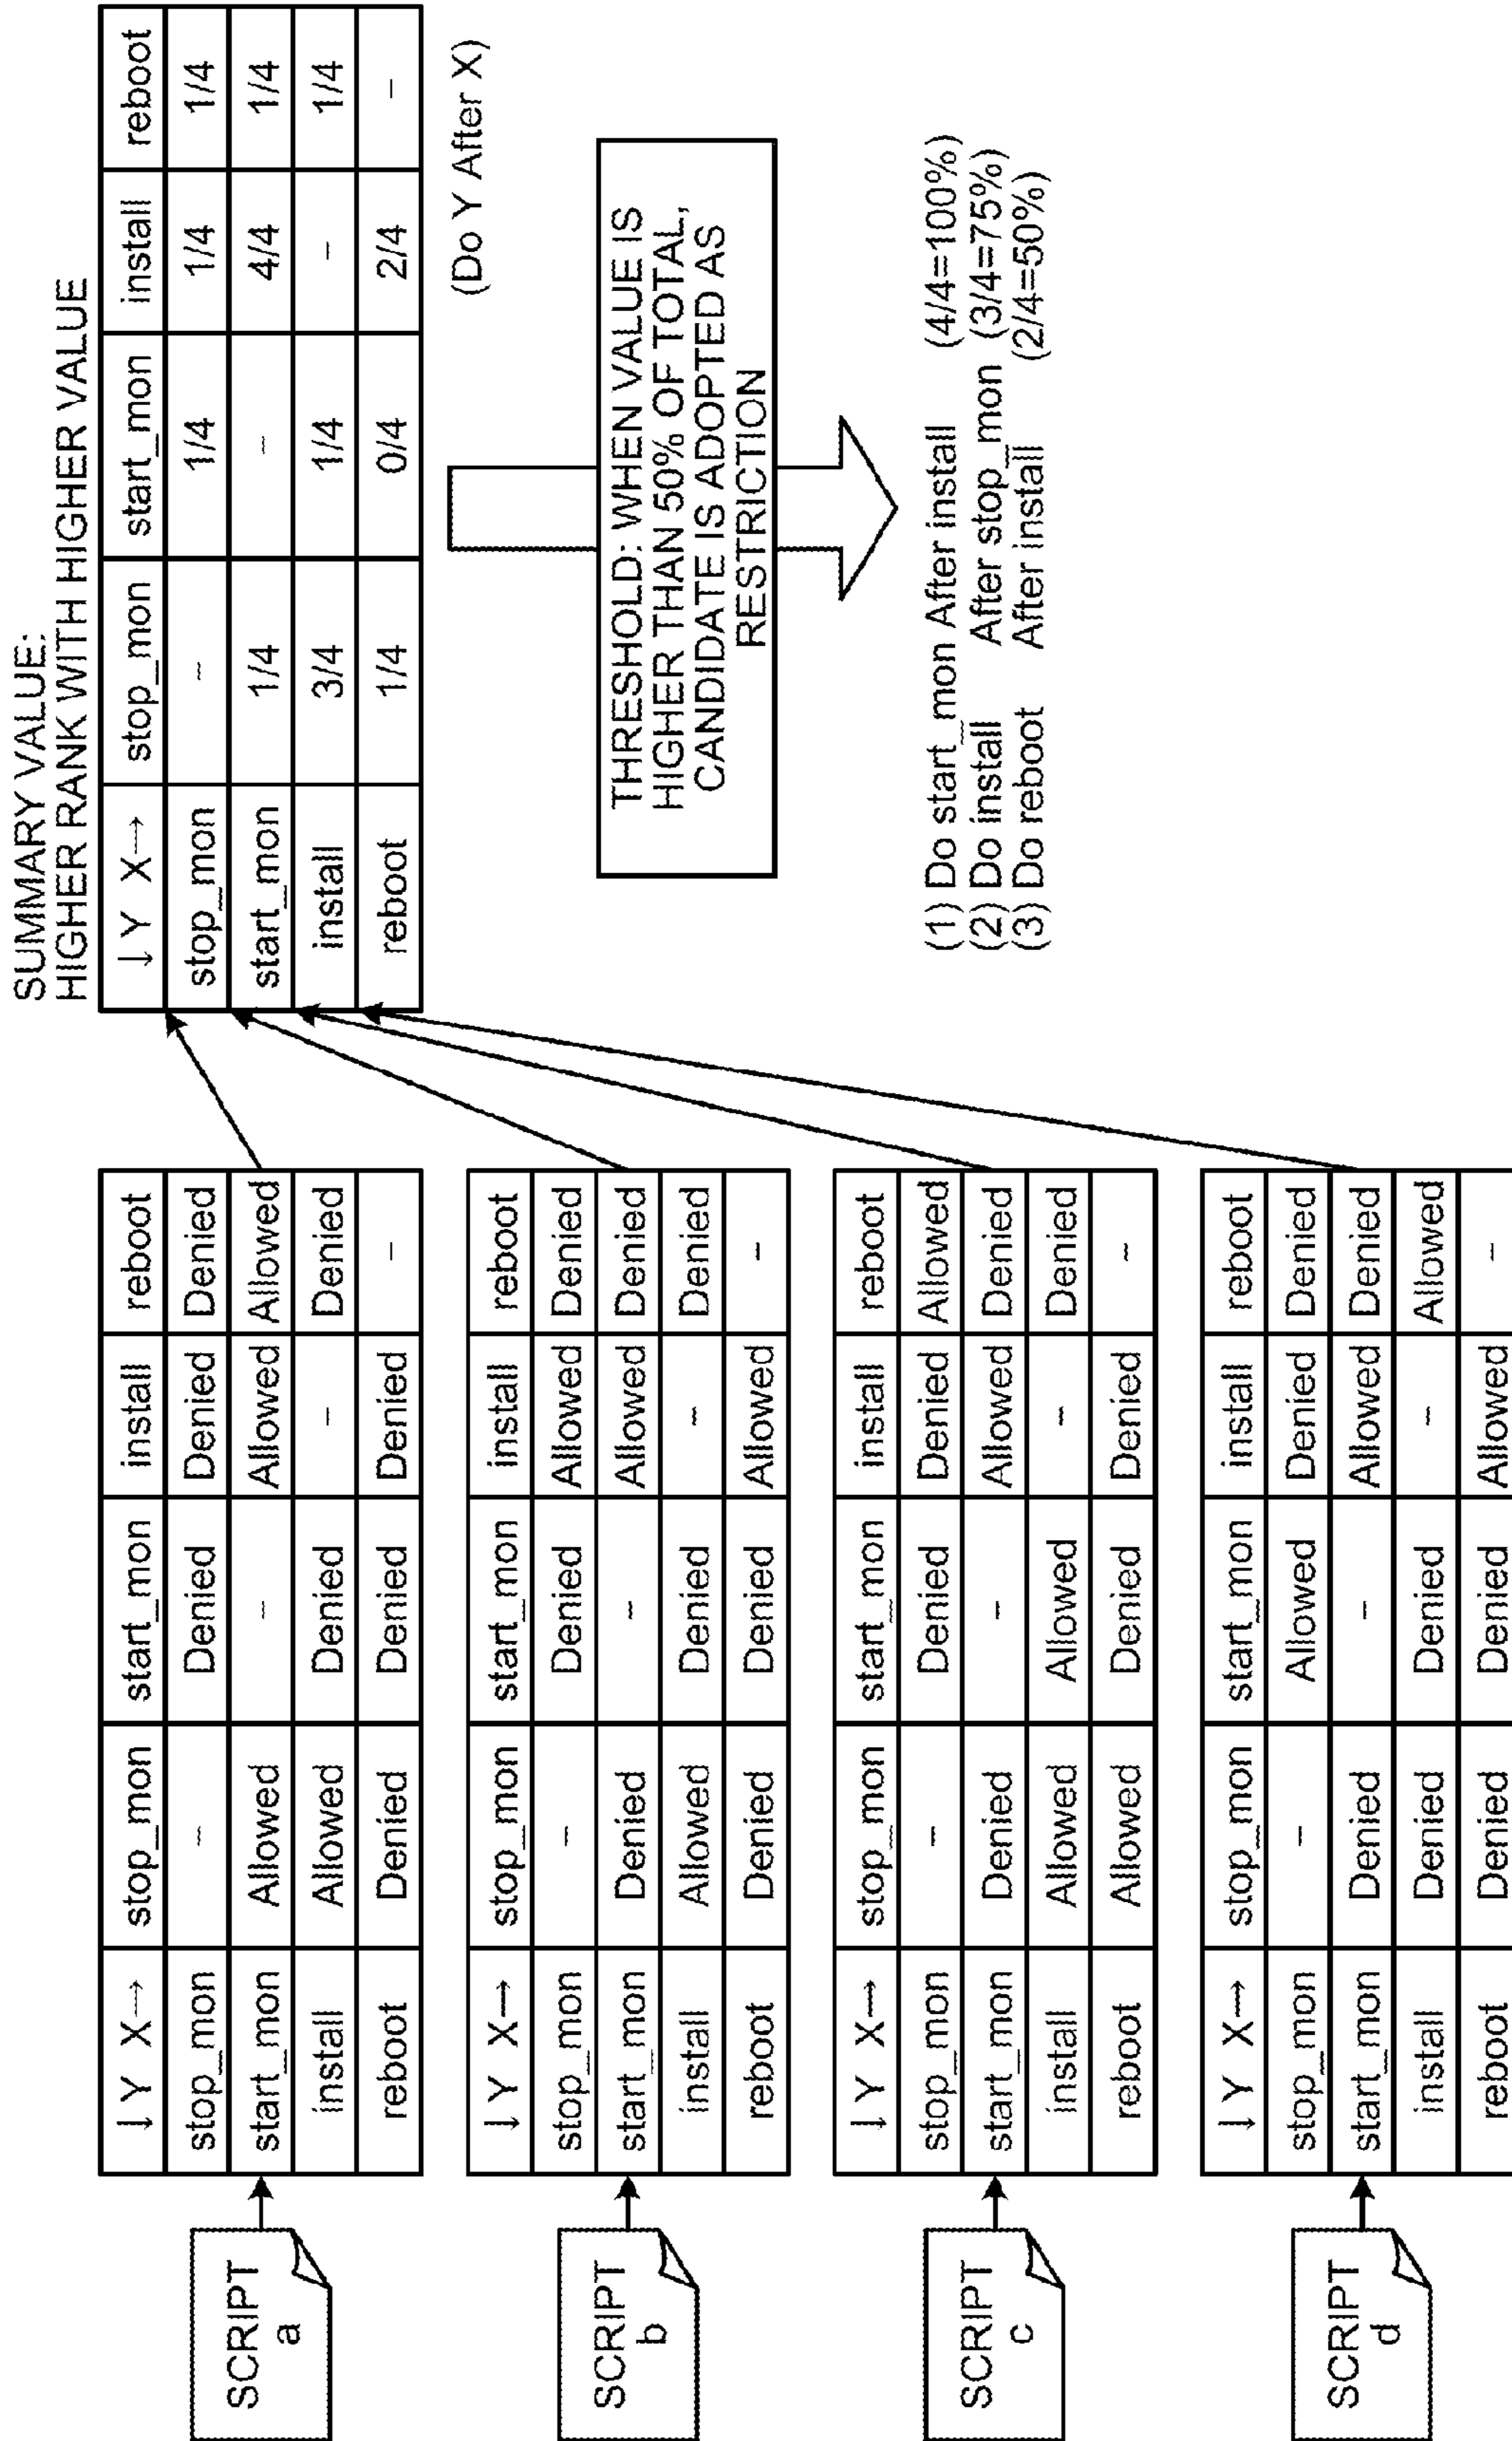 SCRIPT
a
↓Y X→ stop_mon start_mon install reboot
stop_mon – Denied Denied Denied
start_mon Allowed – Allowed Allowed
install Allowed Denied – Denied
reboot Denied Denied Denied –
SCRIPT
b
↓Y X→ stop_mon start_mon install reboot
stop_mon – Denied Allowed Denied
start_mon Denied – Allowed Denied
install Allowed Denied – Denied
reboot Denied Denied Allowed –
SCRIPT
c
↓Y X→ stop_mon start_mon install reboot
stop_mon – Denied Denied Allowed
start_mon Denied – Allowed Denied
install Allowed Allowed – Denied
reboot Allowed Denied Denied –
SCRIPT
d
↓Y X→ stop_mon start_mon install reboot
stop_mon – Allowed Denied Denied
start_mon Denied – Allowed Denied
install Denied Denied – Allowed
reboot Denied Denied Allowed –
SUMMARY VALUE:
HIGHER RANK WITH HIGHER VALUE
↓Y X→ stop_mon start_mon install reboot
stop_mon – 1/4 1/4 1/4
start_mon 1/4 – 4/4 1/4
install 3/4 1/4 – 1/4
reboot 1/4 0/4 2/4 –
(Do Y After X)
THRESHOLD: WHEN VALUE IS
HIGHER THAN 50% OF TOTAL,
CANDIDATE IS ADOPTED AS
RESTRICTION
(1) Do start_mon After install (4/4=100%)
(2) Do install After stop_mon (3/4=75%)
(3) Do reboot After install (2/4=50%)